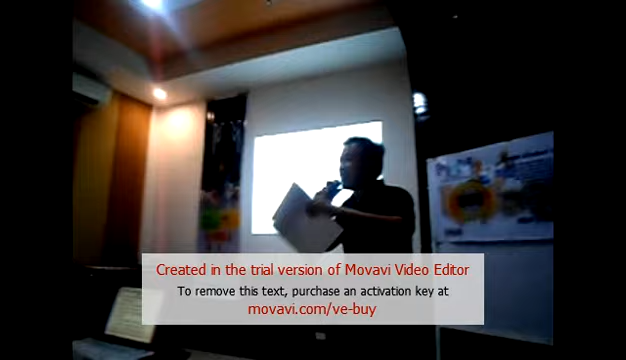 Created in the trial version of Movavi Video Editor
To remove this text, purchase an activation key at
movavi.com/ve-buy